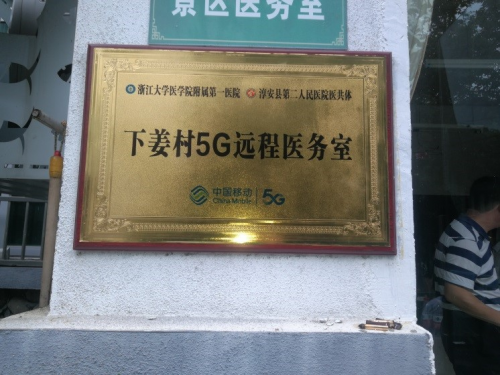 景区医务室
浙江大学医学院附属第一医院 淳安县第二人民医院医共体
下姜村5G远程医务室
中国移动 5G
China Mobile